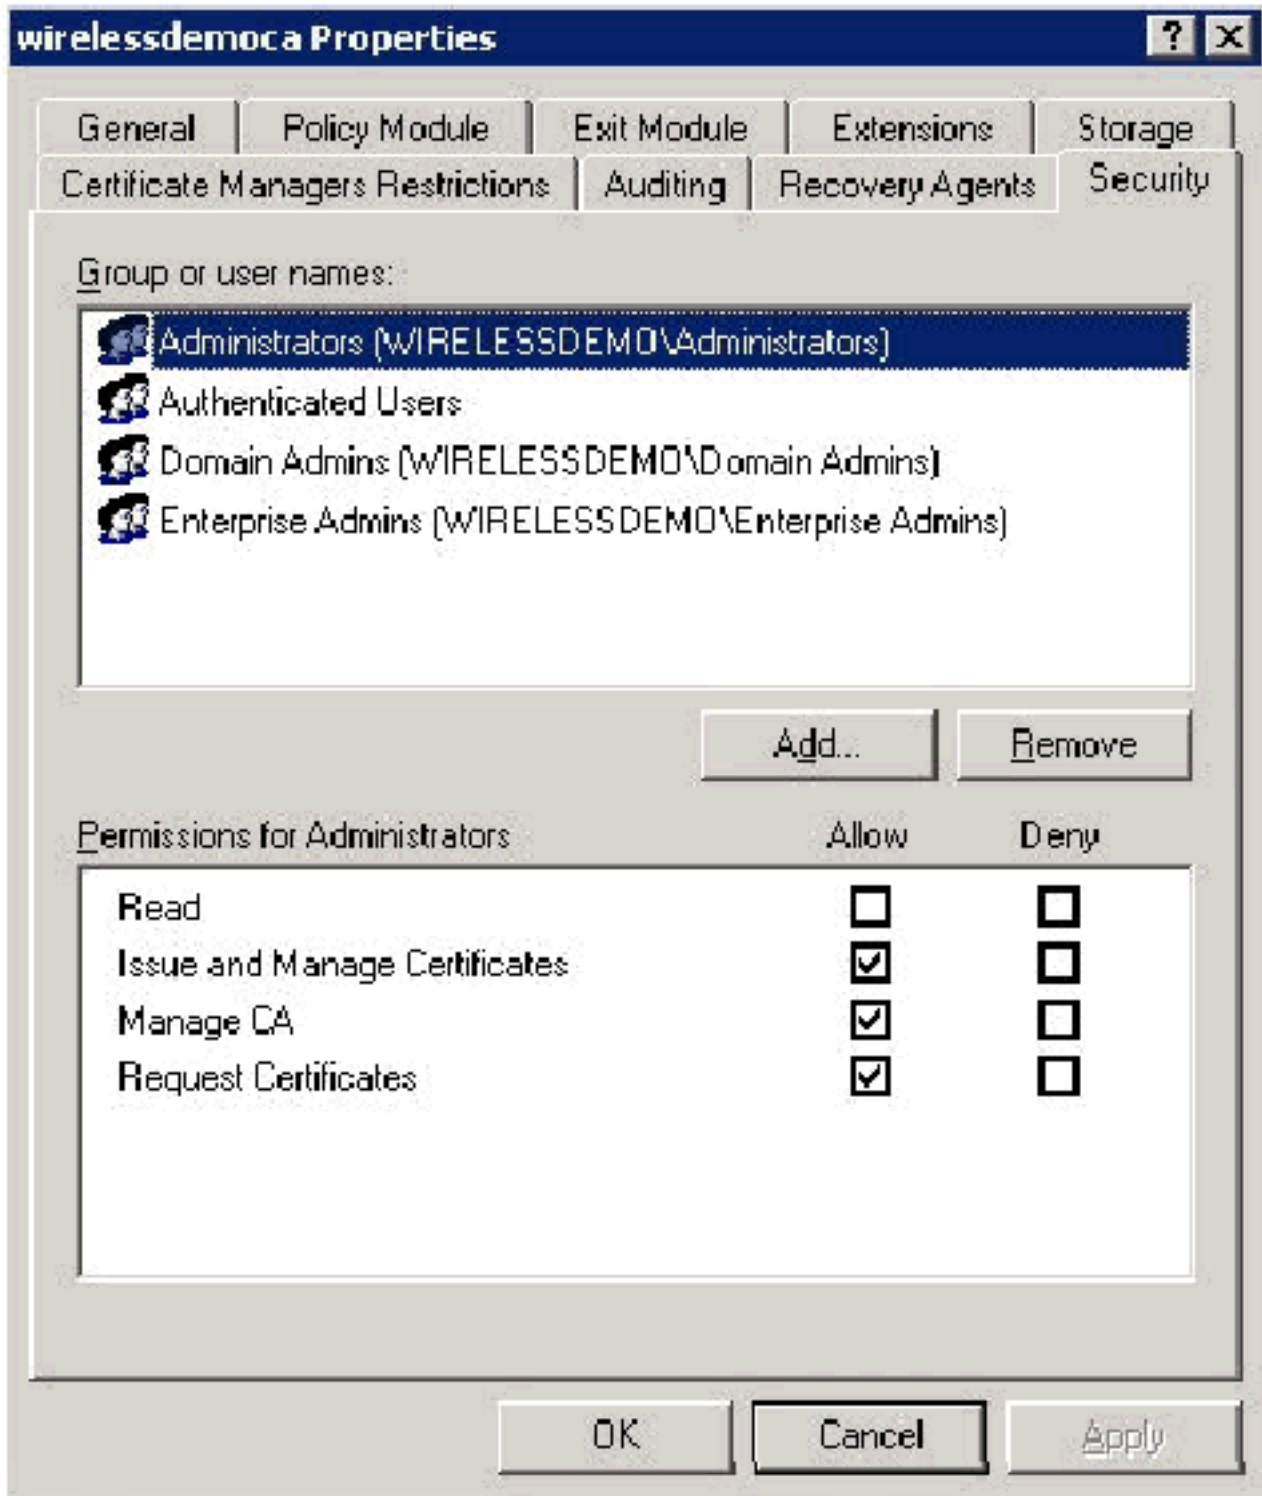 wirelessdemoca Properties
General Policy Module Exit Module Extensions Storage
Certificate Managers Restrictions Auditing Recovery Agents Security
Group or user names:
Administrators (WIRELESSDEMO\Administrators)
Authenticated Users
Domain Admins (WIRELESSDEMO\Domain Admins)
Enterprise Admins (WIRELESSDEMO\Enterprise Admins)
Add... Remove
Permissions for Administrators Allow Deny
Read
Issue and Manage Certificates
Manage CA
Request Certificates
OK Cancel Apply